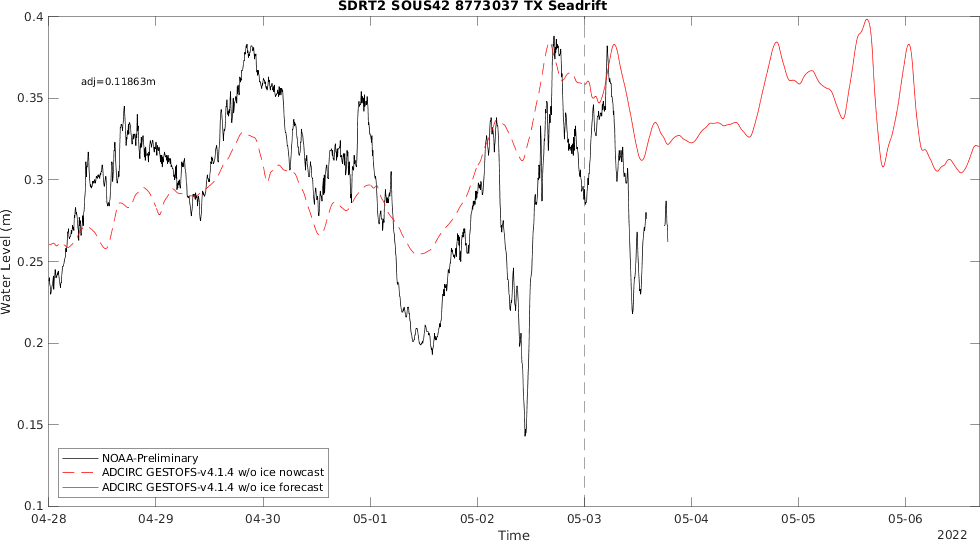 SDRT2 SOUS42 8773037 TX Seadrift
0.4
adj=0.11863m
0.35
0.3
0.25
0.2
0.15
0.1
Water Level (m)
NOAA-Preliminary
ADCIRC GESTOFS-v4.1.4 w/o ice nowcast
ADCIRC GESTOFS-v4.1.4 w/o ice forecast
04-28 04-29 04-30 05-01 05-02 05-03 05-04 05-05 05-06
Time
2022